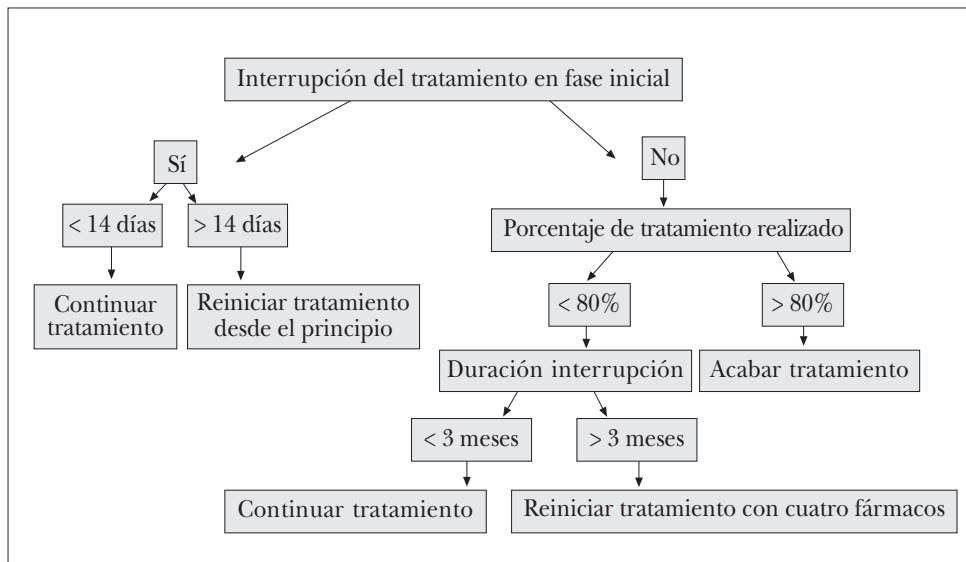 Interrupción del tratamiento en fase inicial
Sí
No
< 14 días
> 14 días
Porcentaje de tratamiento realizado
Continuar
tratamiento
Reiniciar tratamiento
desde el principio
< 80%
> 80%
Duración interrupción
Acabar tratamiento
< 3 meses
> 3 meses
Continuar tratamiento
Reiniciar tratamiento con cuatro fármacos